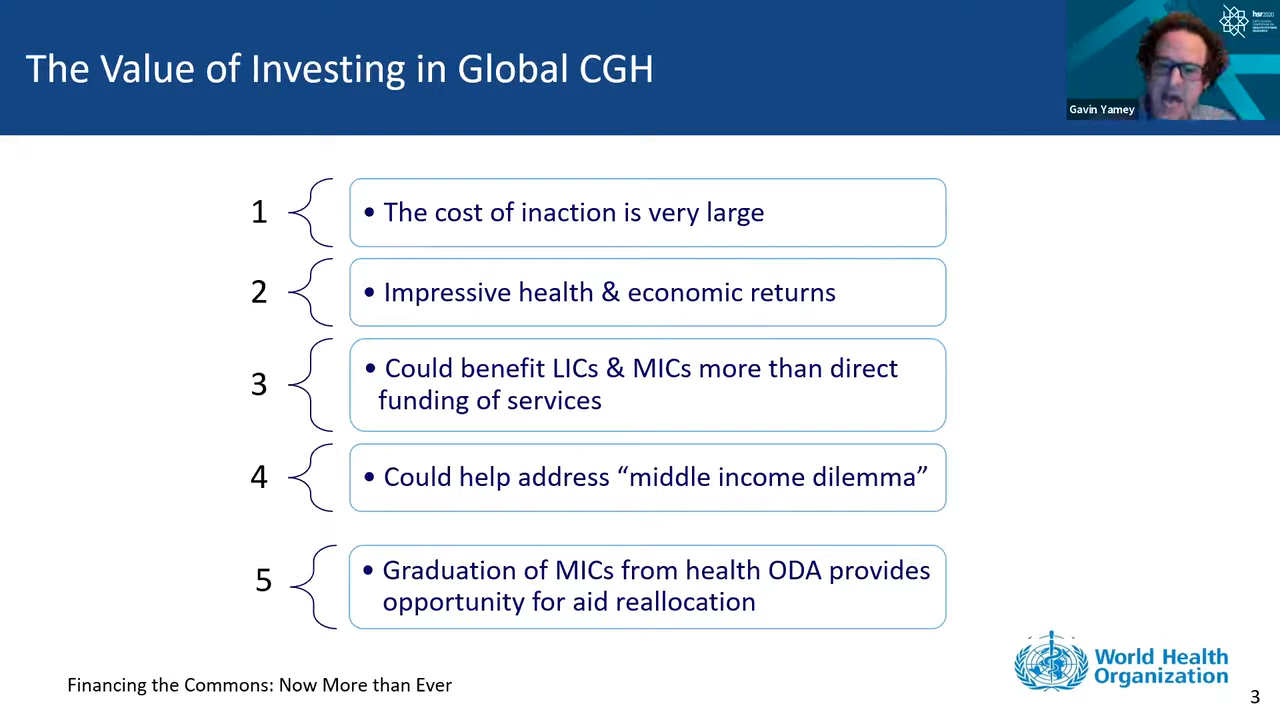 The Value of Investing in Global CGH
hsr2020
Gavin Yamey
1
• The cost of inaction is very large
2
• Impressive health & economic returns
3
• Could benefit LICs & MICs more than direct
funding of services
4
• Could help address “middle income dilemma”
5
• Graduation of MICs from health ODA provides
opportunity for aid reallocation
World Health
Organization
Financing the Commons: Now More than Ever
3